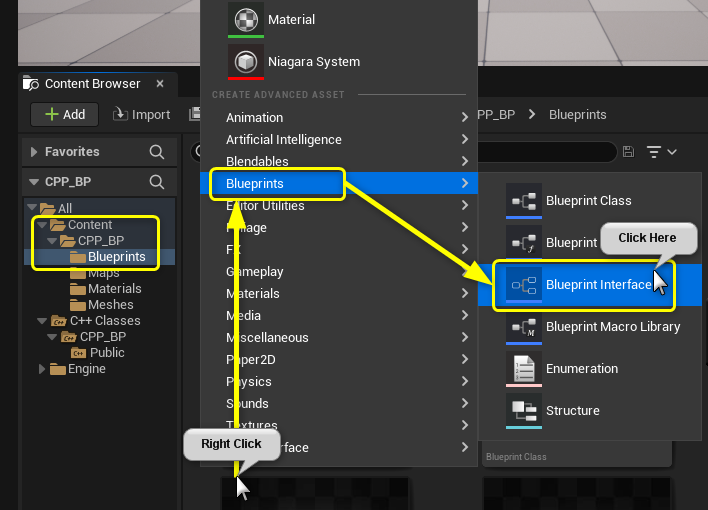 Material
Niagara System
Content Browser
CREATE ADVANCED ASSET
Add
Import
CPP_BP
Blueprints
Animation
Artificial Intelligence
Blendables
Blueprints
Editor Utilities
Foliage
FX
Gameplay
Materials
Media
Miscellaneous
Paper2D
Physics
Sounds
Textures
rface
Favorites
CPP_BP
All
Content
CPP_BP
Blueprints
Maps
Materials
Meshes
C++ Classes
CPP_BP
Public
Engine
Blueprint Class
Blueprint
Click Here
Blueprint Interface
Blueprint Macro Library
Enumeration
Structure
Blueprint Class
Right Click